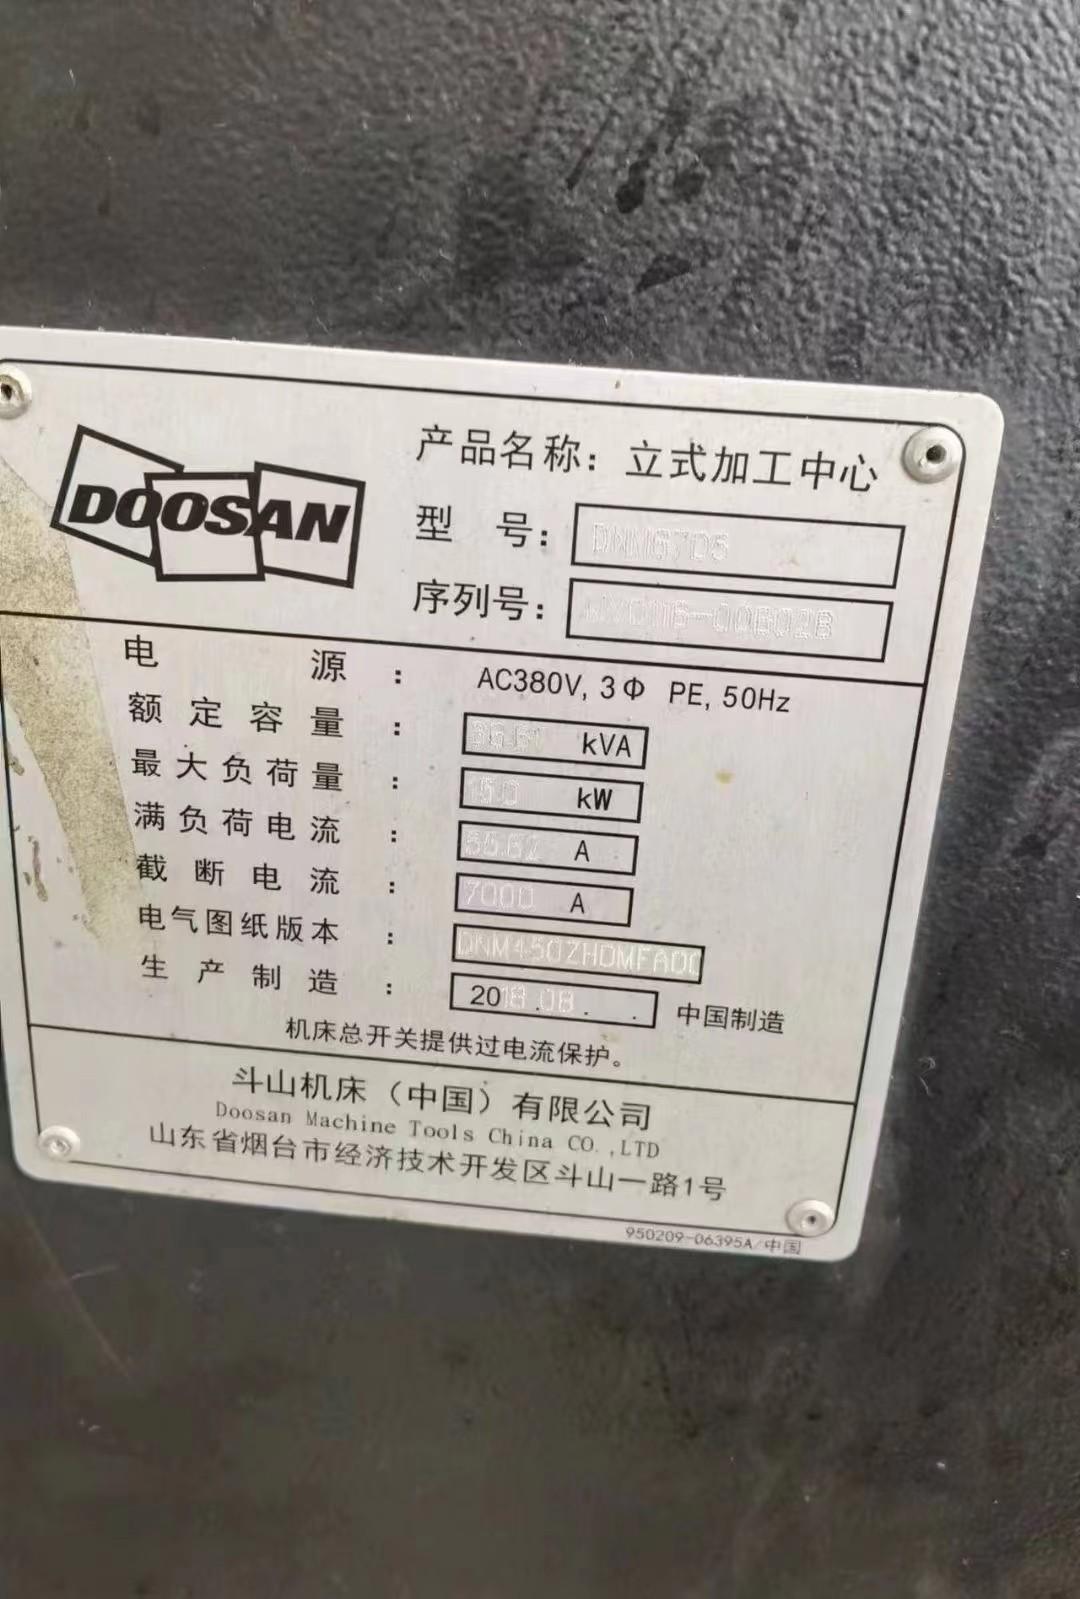 DOOSAN
产品名称：立式加工中心
型 号：
序列号：
电 源： AC380V, 3Φ PE, 50Hz
额定容量： kVA
最大负荷量： kW
满负荷电流： A
截断电流： 7000 A
电气图纸版本： DNM450ZHDMFA00
生产制造： 2018.08. . 中国制造
机床总开关提供过电流保护。
斗山机床（中国）有限公司
Doosan Machine Tools China CO.,LTD
山东省烟台市经济技术开发区斗山一路1号
950209-06395A/中国